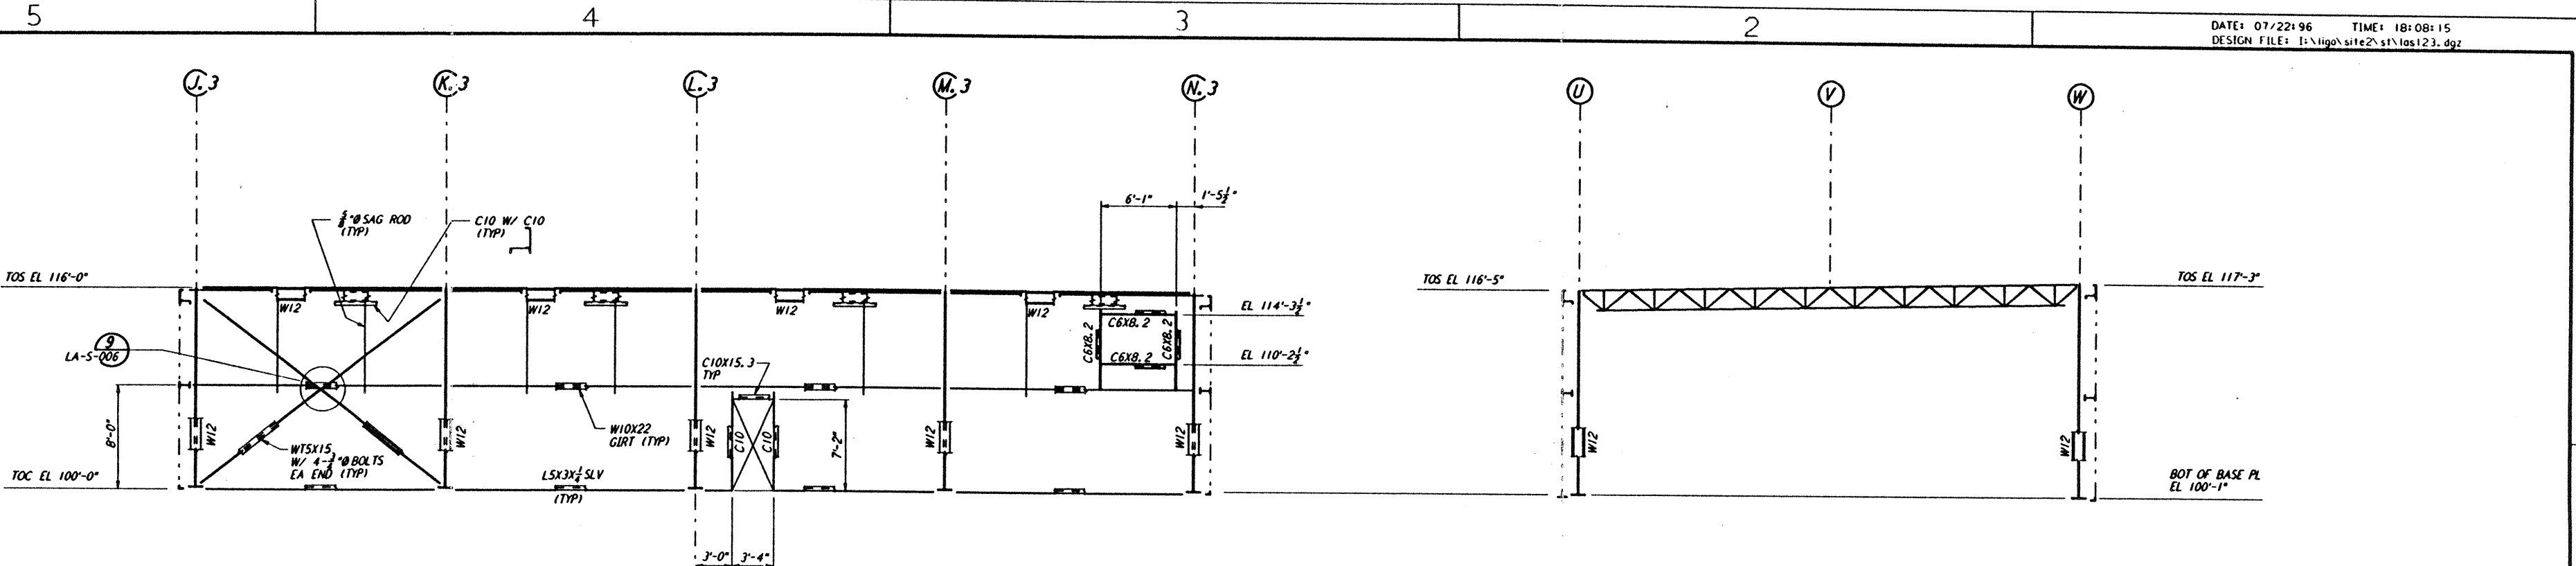 5 4 3 2
DATE: 07/22:96 TIME: 18:08:15
DESIGN FILE: I:\ligo\site2\st\las123.dgz
J.3 K.3 L.3 M.3 N.3 U V W
6'-1" 1'-5½"
⅝"Ø SAG ROD
(TYP)
C10 W/ C10
(TYP)
TOS EL 116'-0"
TOS EL 116'-5"
TOS EL 117'-3"
W12 W12 W12 W12
EL 114'-3½"
C6X8.2
C6X8.2 C6X8.2
C6X8.2
EL 110'-2½"
9
LA-S-006
C10X15.3
TYP
8'-0"
W12 W12 W12 W12 W12 W12 W12
W10X22
GIRT (TYP)
C10 C10
7'-2"
WT5X15
W/ 4-¾"Ø BOLTS
EA END (TYP)
TOC EL 100'-0"
L5X3X¼ SLV
(TYP)
BOT OF BASE PL
EL 100'-1"
3'-0" 3'-4"